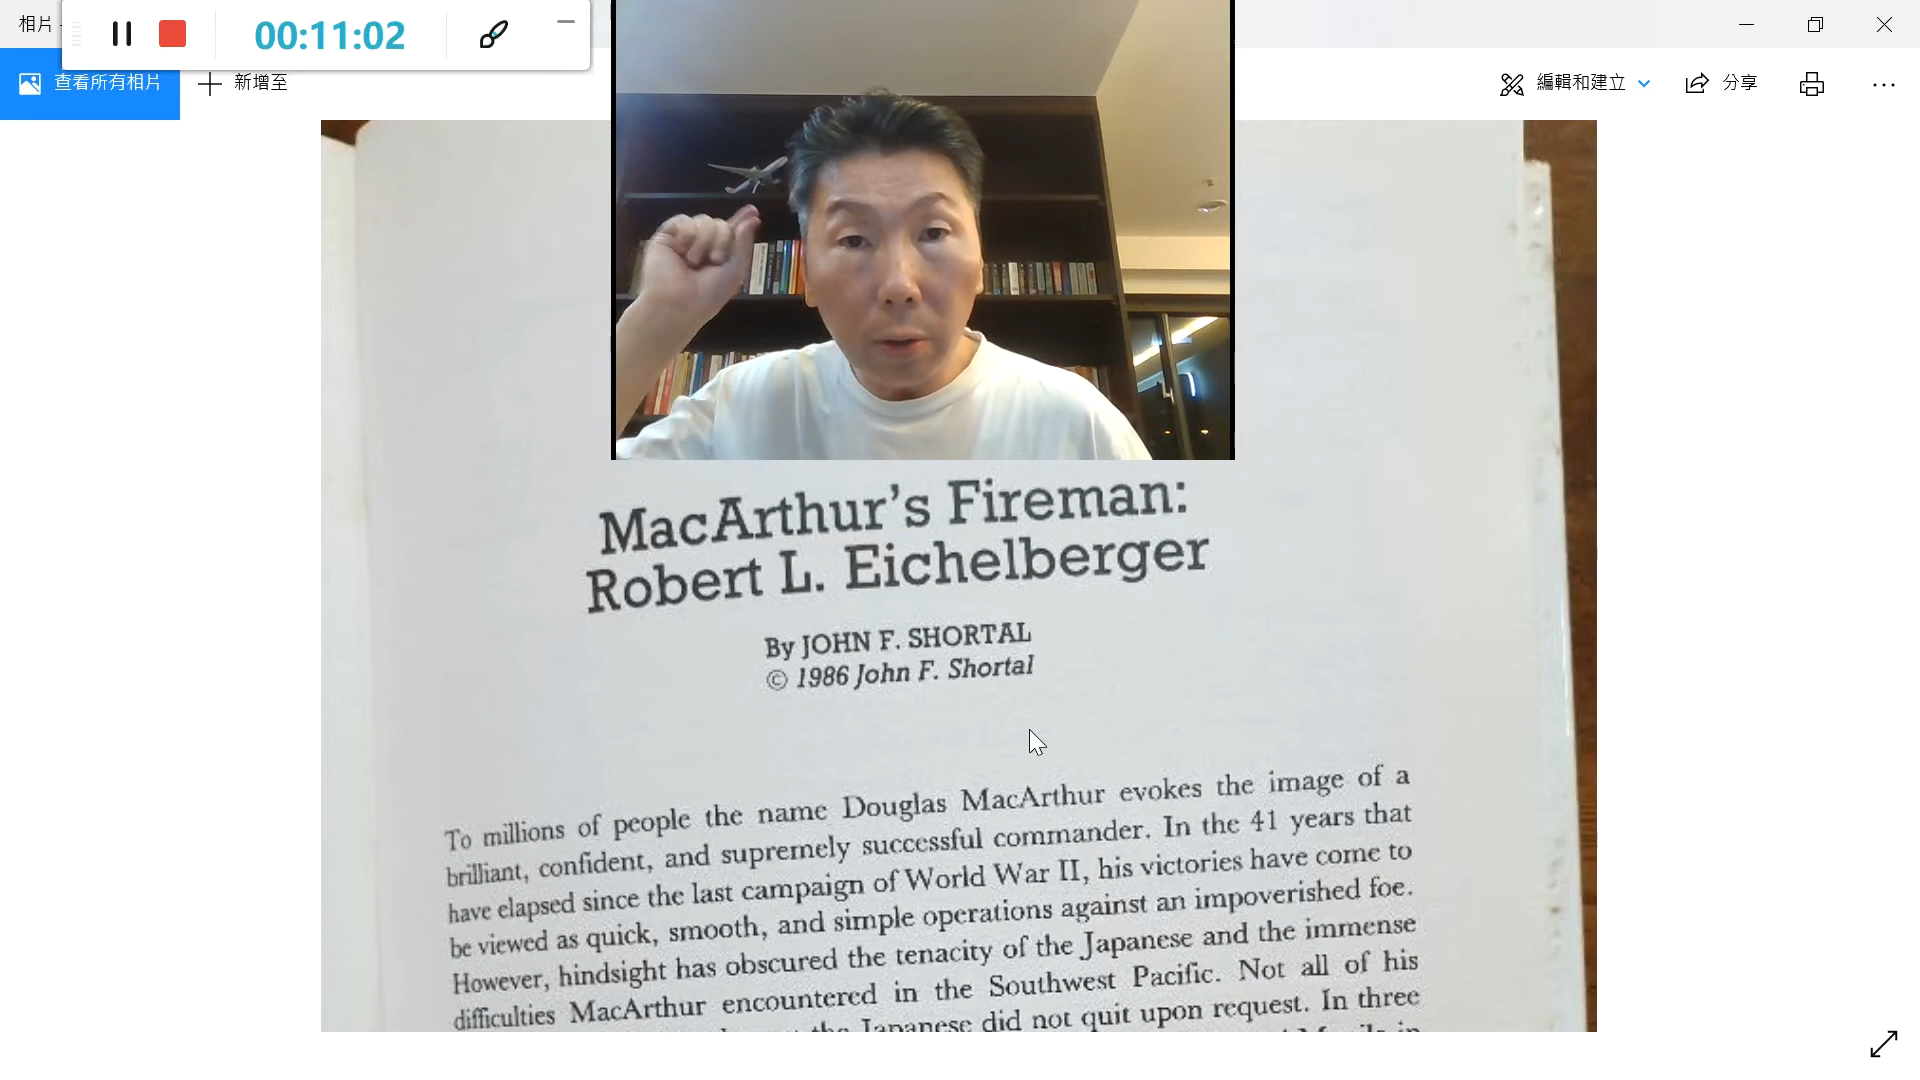 相片
00:11:02
查看所有相片
新增至
編輯和建立
分享
MacArthur's Fireman:
Robert L. Eichelberger
By JOHN F. SHORTAL
© 1986 John F. Shortal
To millions of people the name Douglas MacArthur evokes the image of a
brilliant, confident, and supremely successful commander. In the 41 years that
have elapsed since the last campaign of World War II, his victories have come to
be viewed as quick, smooth, and simple operations against an impoverished foe.
However, hindsight has obscured the tenacity of the Japanese and the immense
difficulties MacArthur encountered in the Southwest Pacific. Not all of his
the Japanese did not quit upon request. In three